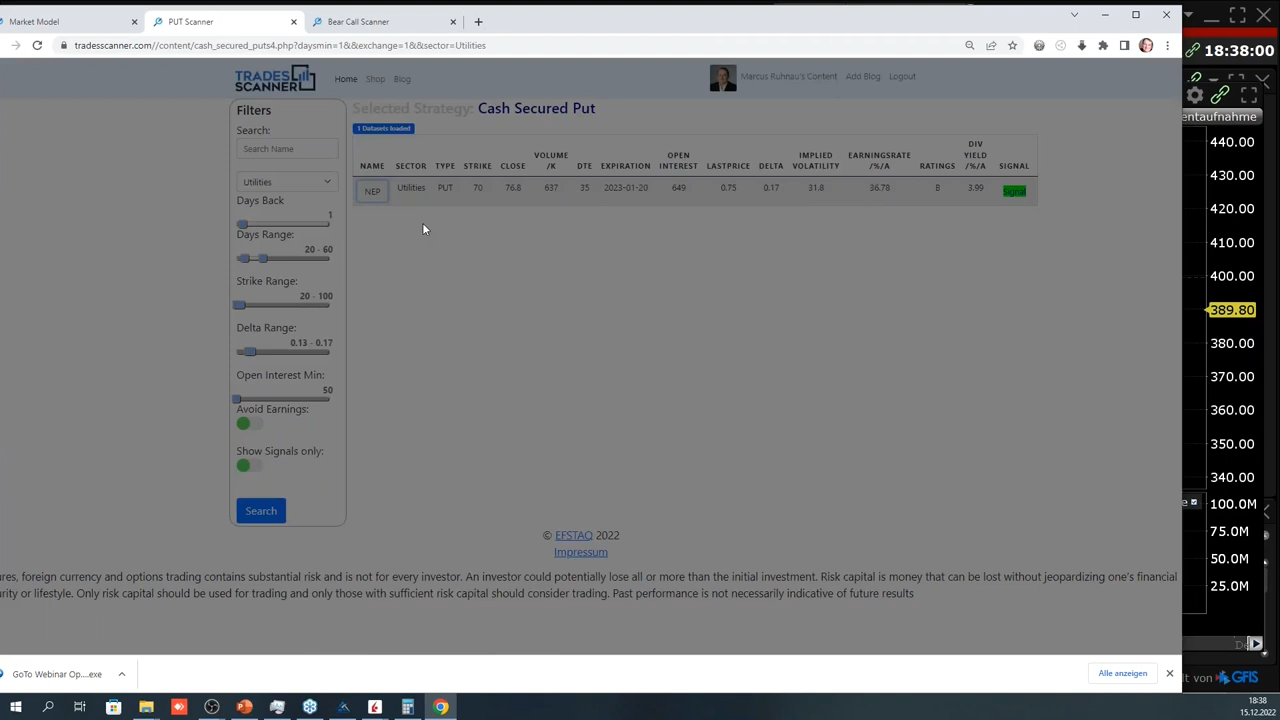 Market Model
PUT Scanner
Bear Call Scanner
tradesscanner.com//content/cash_secured_puts4.php?daysmin=1&&exchange=1&&sector=Utilities
18:38:00
TRADES SCANNER
Home
Shop
Blog
Marcus Ruhnau's Content
Add Blog
Logout
entaufnahme
Filters
Search:
Search Name
Utilities
Days Back
1
Days Range:
20 - 60
Strike Range:
20 - 100
Delta Range:
0.13 - 0.17
Open Interest Min:
50
Avoid Earnings:
Show Signals only:
Search
Selected Strategy: Cash Secured Put
1 Datasets loaded
NAME SECTOR TYPE STRIKE CLOSE VOLUME /K DTE EXPIRATION OPEN INTEREST LASTPRICE DELTA IMPLIED VOLATILITY EARNINGSRATE /%/A RATINGS DIV YIELD /%/A SIGNAL
NEP Utilities PUT 70 76.8 637 35 2023-01-20 649 0.75 0.17 31.8 36.78 B 3.99 Signal
© EFSTAQ 2022
Impressum
ures, foreign currency and options trading contains substantial risk and is not for every investor. An investor could potentially lose all or more than the initial investment. Risk capital is money that can be lost without jeopardizing one's financial
urity or lifestyle. Only risk capital should be used for trading and only those with sufficient risk capital should consider trading. Past performance is not necessarily indicative of future results
440.00
430.00
420.00
410.00
400.00
389.80
380.00
370.00
360.00
350.00
340.00
e
100.0M
75.0M
50.0M
25.0M
De
lt von GFIS
GoTo Webinar Op....exe
Alle anzeigen
18:38
15.12.2022